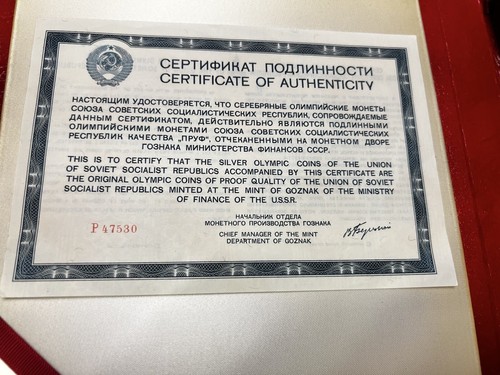 СЕРТИФИКАТ ПОДЛИННОСТИ
CERTIFICATE OF AUTHENTICITY
НАСТОЯЩИМ УДОСТОВЕРЯЕТСЯ, ЧТО СЕРЕБРЯНЫЕ ОЛИМПИЙСКИЕ МОНЕТЫ
СОЮЗА СОВЕТСКИХ СОЦИАЛИСТИЧЕСКИХ РЕСПУБЛИК, СОПРОВОЖДАЕМЫЕ
ДАННЫМ СЕРТИФИКАТОМ, ДЕЙСТВИТЕЛЬНО ЯВЛЯЮТСЯ ПОДЛИННЫМИ
ОЛИМПИЙСКИМИ МОНЕТАМИ СОЮЗА СОВЕТСКИХ СОЦИАЛИСТИЧЕСКИХ
РЕСПУБЛИК КАЧЕСТВА „ПРУФ", ОТЧЕКАНЕННЫМИ НА МОНЕТНОМ ДВОРЕ
ГОЗНАКА МИНИСТЕРСТВА ФИНАНСОВ СССР.
THIS IS TO CERTIFY THAT THE SILVER OLYMPIC COINS OF THE UNION
OF SOVIET SOCIALIST REPUBLICS ACCOMPANIED BY THIS CERTIFICATE ARE
THE ORIGINAL OLYMPIC COINS OF PROOF QUALITY OF THE UNION OF SOVIET
SOCIALIST REPUBLICS MINTED AT THE MINT OF GOZNAK OF THE MINISTRY
OF FINANCE OF THE U.S.S.R.
НАЧАЛЬНИК ОТДЕЛА
МОНЕТНОГО ПРОИЗВОДСТВА ГОЗНАКА
CHIEF MANAGER OF THE MINT
DEPARTMENT OF GOZNAK
Р 47530